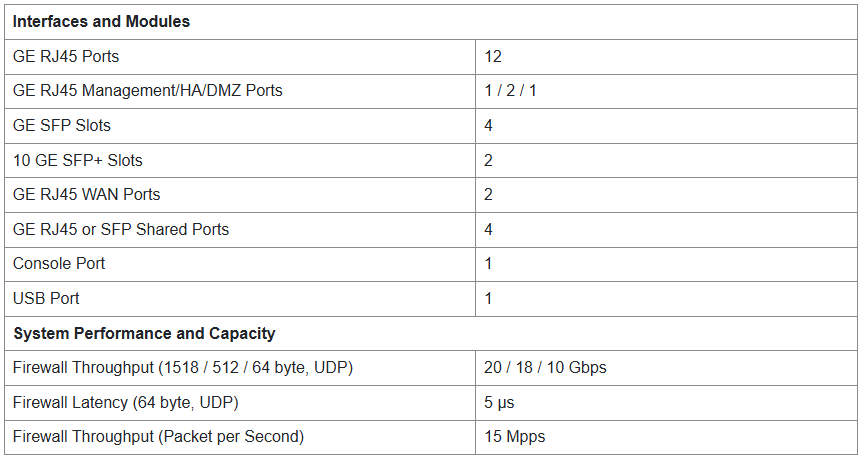 Interfaces and Modules
GE RJ45 Ports 12
GE RJ45 Management/HA/DMZ Ports 1 / 2 / 1
GE SFP Slots 4
10 GE SFP+ Slots 2
GE RJ45 WAN Ports 2
GE RJ45 or SFP Shared Ports 4
Console Port 1
USB Port 1
System Performance and Capacity
Firewall Throughput (1518 / 512 / 64 byte, UDP) 20 / 18 / 10 Gbps
Firewall Latency (64 byte, UDP) 5 μs
Firewall Throughput (Packet per Second) 15 Mpps